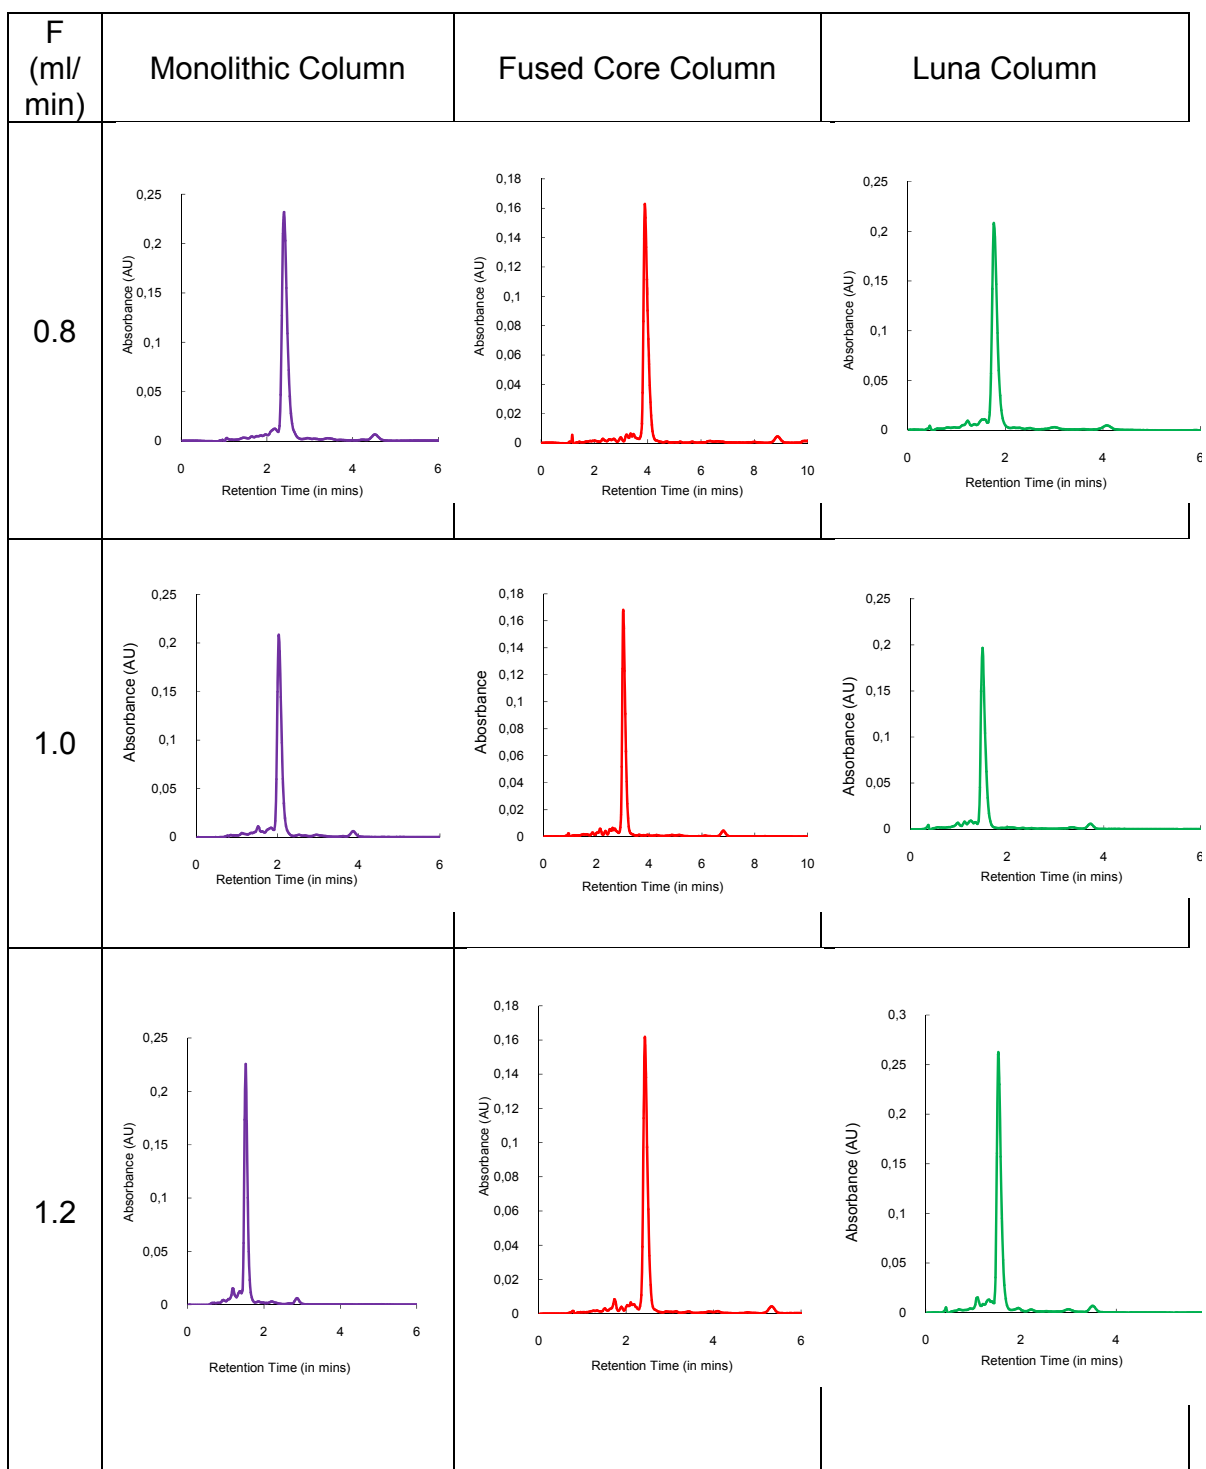 F
(ml/
min)
Monolithic Column
Fused Core Column
Luna Column
0.8
0,25
0,2
0,15
0,1
0,05
0
Absorbance (AU)
0 2 4 6
Retention Time (in mins)
0,18
0,16
0,14
0,12
0,1
0,08
0,06
0,04
0,02
0
Absorbance (AU)
0 2 4 6 8 10
Retention Time (in mins)
0,25
0,2
0,15
0,1
0,05
0
Absorbance (AU)
0 2 4 6
Retention Time (in mins)
1.0
0,25
0,2
0,15
0,1
0,05
0
Absorbance (AU)
0 2 4 6
Retention Time (in mins)
0,18
0,16
0,14
0,12
0,1
0,08
0,06
0,04
0,02
0
Abosrbance
0 2 4 6 8 10
Retention Time (in mins)
0,25
0,2
0,15
0,1
0,05
0
Absorbance (AU)
0 2 4 6
Retention Time (in mins)
1.2
0,25
0,2
0,15
0,1
0,05
0
Absorbance (AU)
0 2 4 6
Retention Time (in mins)
0,18
0,16
0,14
0,12
0,1
0,08
0,06
0,04
0,02
0
Absorbance (AU)
0 2 4 6
Retention Time (in mins)
0,3
0,25
0,2
0,15
0,1
0,05
0
Absorbance (AU)
0 2 4
Retention Time (in mins)